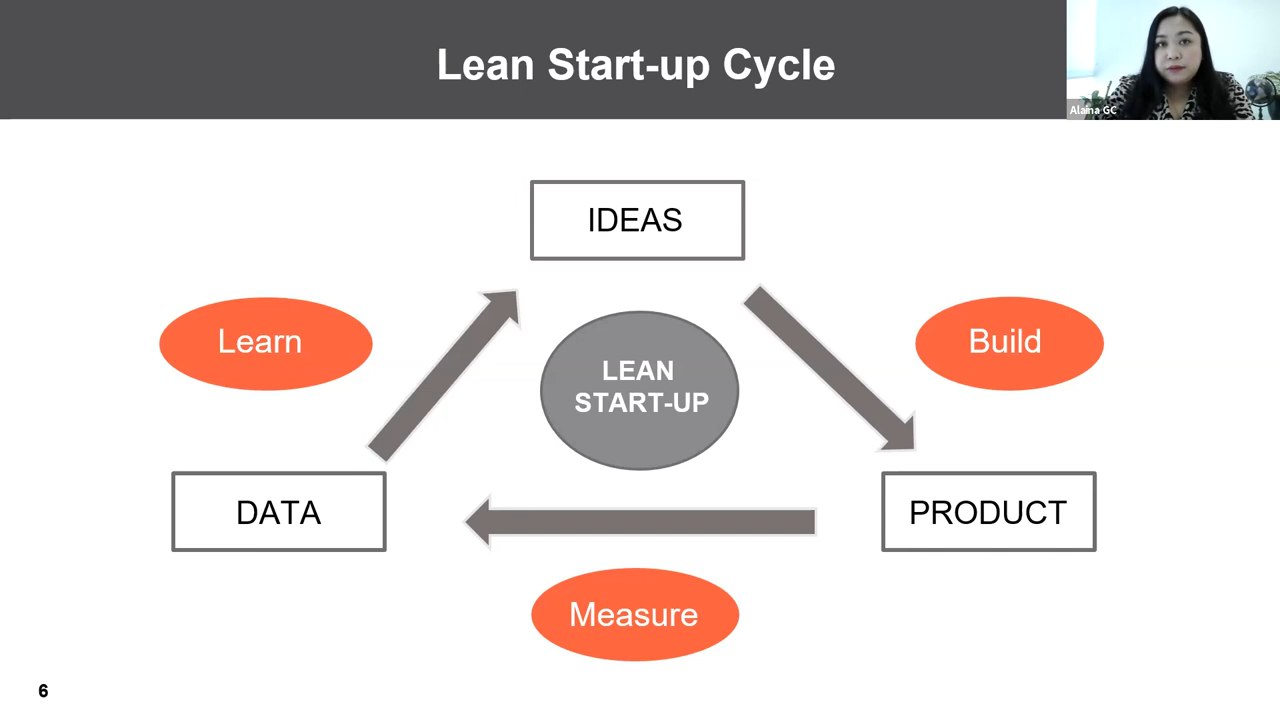 Lean Start-up Cycle
Alaina GC
IDEAS
Learn
Build
LEAN
START-UP
DATA
PRODUCT
Measure
6